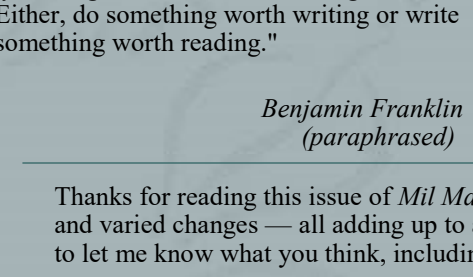 Either, do something worth writing or write
something worth reading."
Benjamin Franklin
(paraphrased)
Thanks for reading this issue of Mil
and varied changes — all adding up to
to let me know what you think,